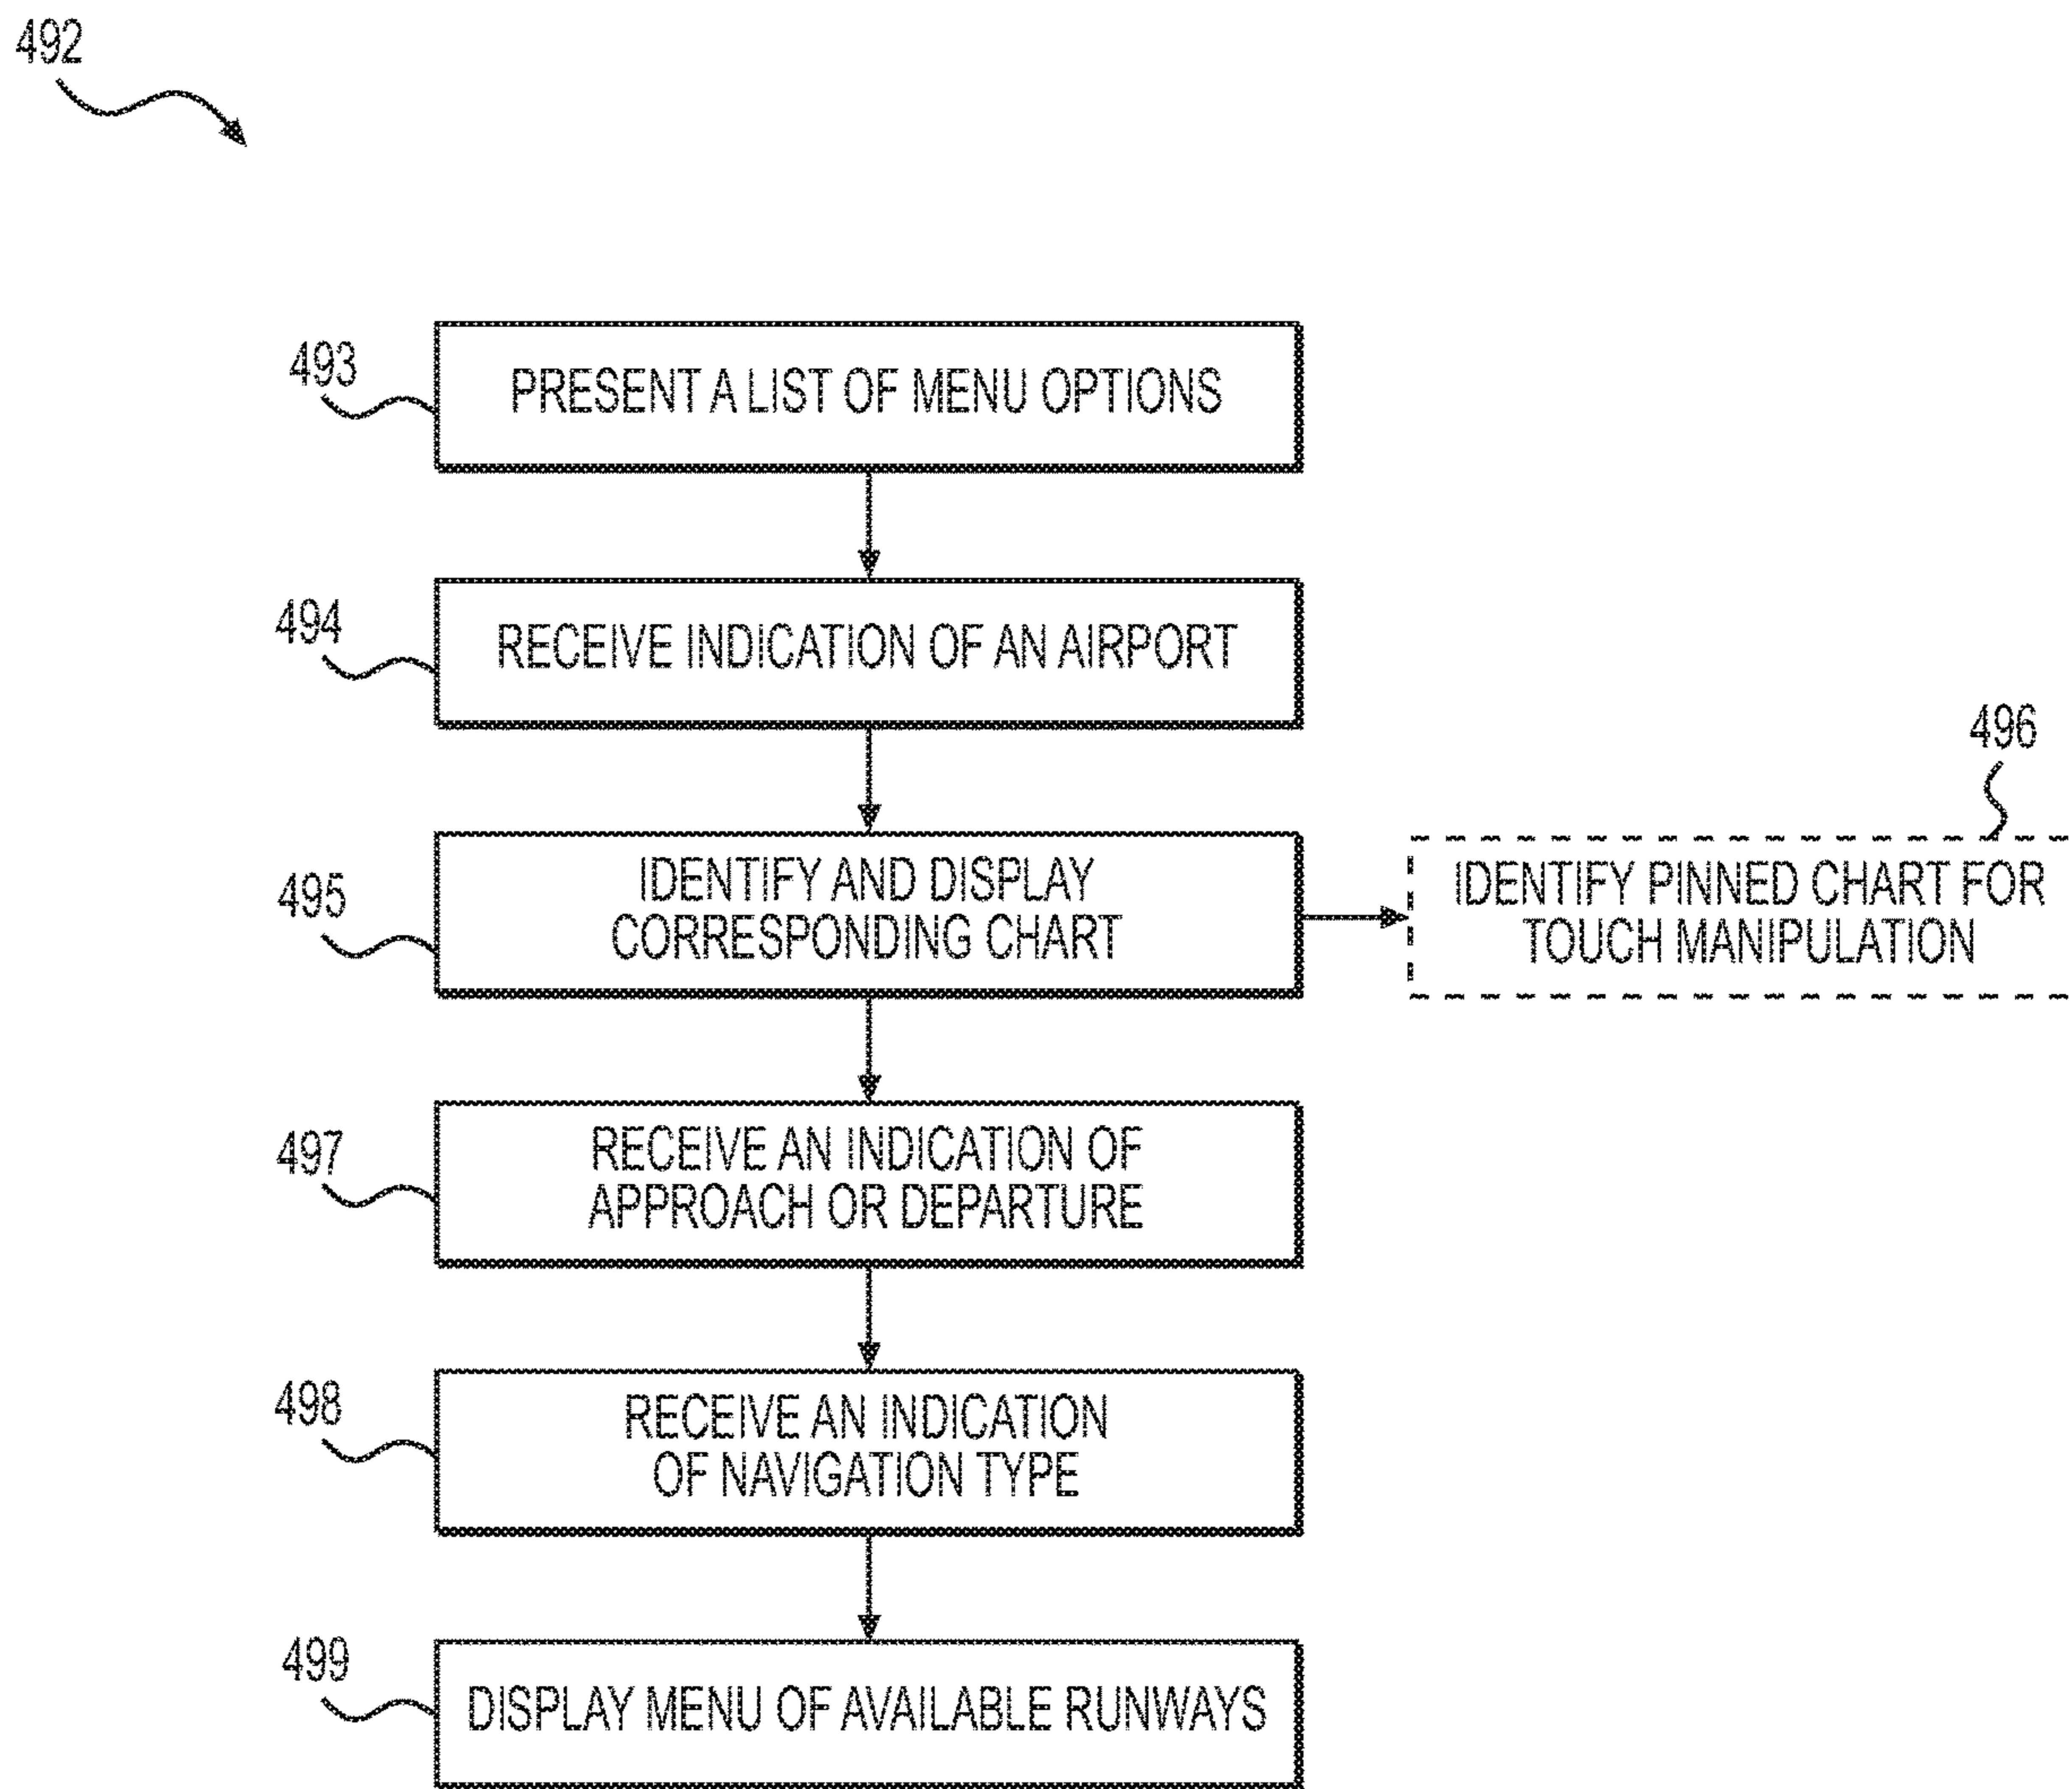 492
493
PRESENT A LIST OF MENU OPTIONS
494
RECEIVE INDICATION OF AN AIRPORT
495
IDENTIFY AND DISPLAY
CORRESPONDING CHART
496
IDENTIFY PINNED CHART FOR
TOUCH MANIPULATION
497
RECEIVE AN INDICATION OF
APPROACH OR DEPARTURE
498
RECEIVE AN INDICATION
OF NAVIGATION TYPE
499
DISPLAY MENU OF AVAILABLE RUNWAYS